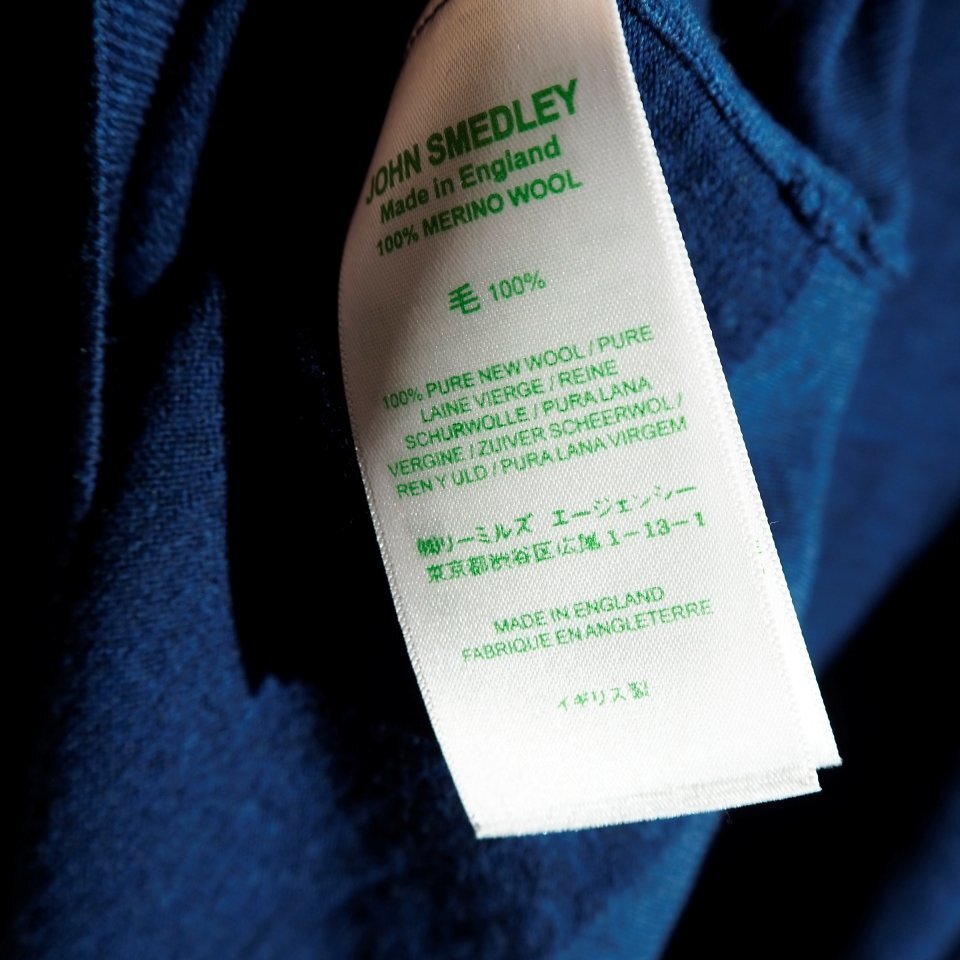 JOHN SMEDLEY
Made in England
100% MERINO WOOL
毛 100%
100% PURE NEW WOOL / PURE
LAINE VIERGE / REINE
SCHURWOLLE / PURA LANA
VERGINE / ZUIVER SCHEERWOL /
REN Y ULD / PURA LANA VIRGEM
㈱リーミルズ エージェンシー
東京都渋谷区広尾 1-13-1
MADE IN ENGLAND
FABRIQUE EN ANGLETERRE
イギリス製